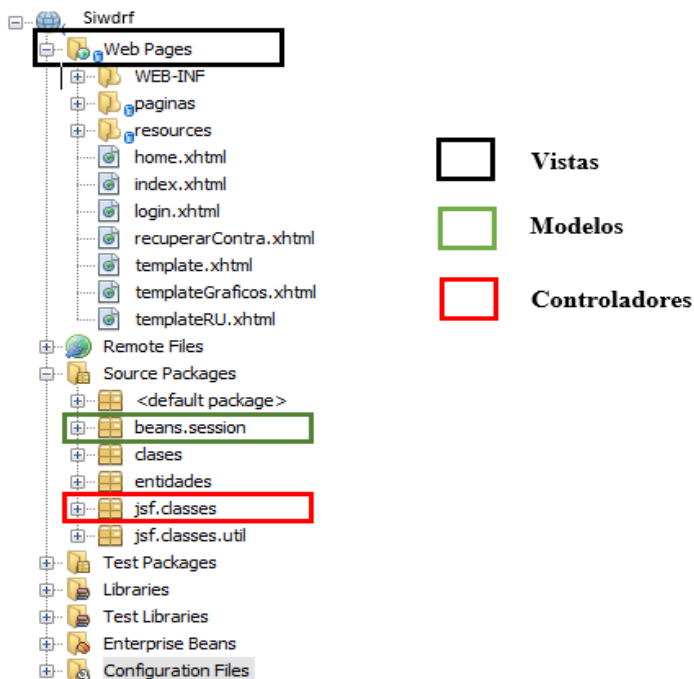 Siwdrf
Web Pages
WEB-INF
paginas
resources
home.xhtml
index.xhtml
login.xhtml
recuperarContra.xhtml
template.xhtml
templateGraficos.xhtml
templateRU.xhtml
Remote Files
Source Packages
<default package>
beans.session
clases
entidades
jsf.classes
jsf.classes.util
Test Packages
Libraries
Test Libraries
Enterprise Beans
Configuration Files
Vistas
Modelos
Controladores